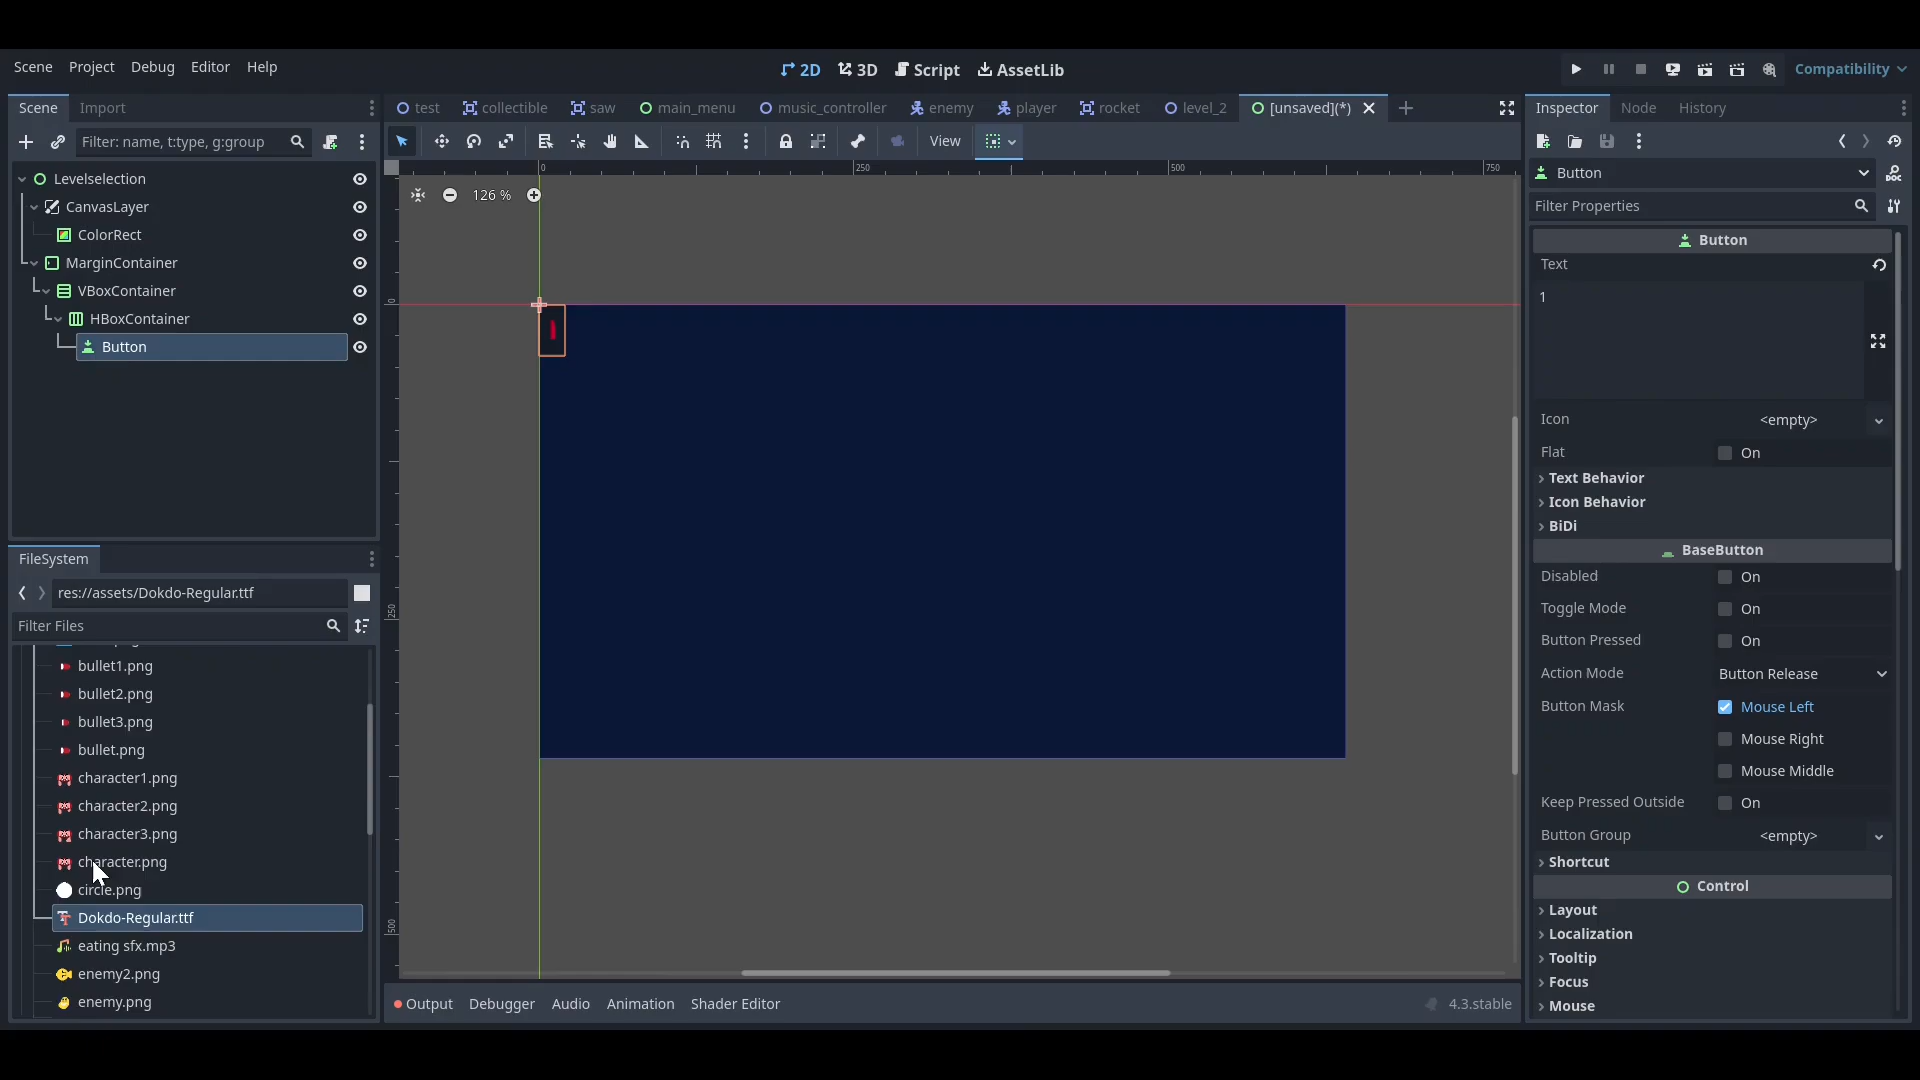 Scene Project Debug Editor Help
2D 3D Script AssetLib
Compatibility
Scene Import
test collectible saw main_menu music_controller enemy player rocket level_2 [unsaved](*)
Inspector Node History
Filter: name, t:type, g:group
View
Levelselection
CanvasLayer
ColorRect
MarginContainer
VBoxContainer
HBoxContainer
Button
0 250 500 750
126 %
0
250
500
1
FileSystem
res://assets/Dokdo-Regular.ttf
Filter Files
bullet1.png
bullet2.png
bullet3.png
bullet.png
character1.png
character2.png
character3.png
character.png
circle.png
Dokdo-Regular.ttf
eating sfx.mp3
enemy2.png
enemy.png
Output Debugger Audio Animation Shader Editor
4.3.stable
Button
DOC
Filter Properties
Button
Text
1
Icon <empty>
Flat On
Text Behavior
Icon Behavior
BiDi
BaseButton
Disabled On
Toggle Mode On
Button Pressed On
Action Mode Button Release
Button Mask Mouse Left
Mouse Right
Mouse Middle
Keep Pressed Outside On
Button Group <empty>
Shortcut
Control
Layout
Localization
Tooltip
Focus
Mouse